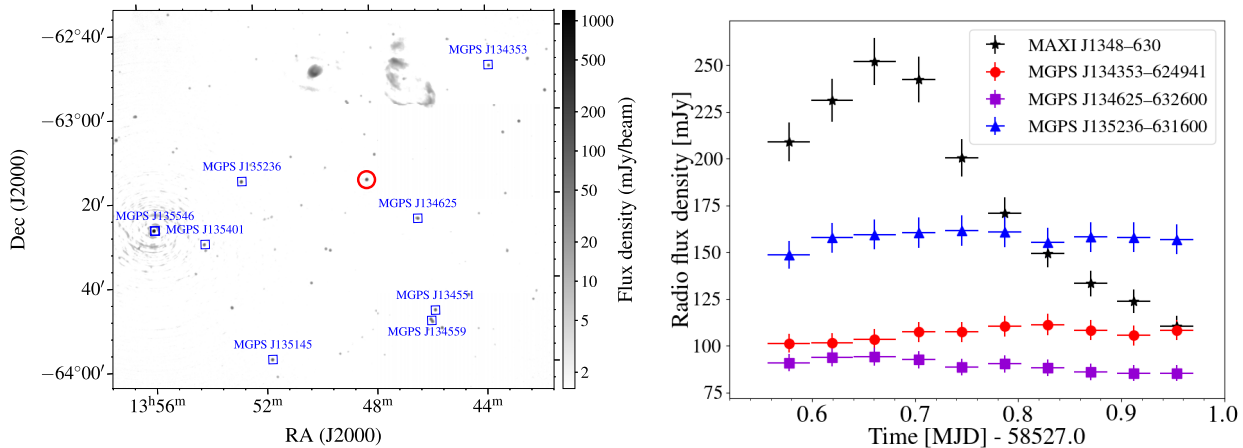 −62°40′
−63°00′
20′
40′
−64°00′
Dec (J2000)
MGPS J134353
MGPS J135236
MGPS J134625
MGPS J135546
MGPS J135401
MGPS J134551
MGPS J134559
MGPS J135145
13h56m
52m
48m
44m
RA (J2000)
1000
500
200
100
50
20
10
5
2
Flux density (mJy/beam)
250
225
200
175
150
125
100
75
Radio flux density [mJy]
MAXI J1348–630
MGPS J134353–624941
MGPS J134625–632600
MGPS J135236–631600
0.6
0.7
0.8
0.9
1.0
Time [MJD] - 58527.0